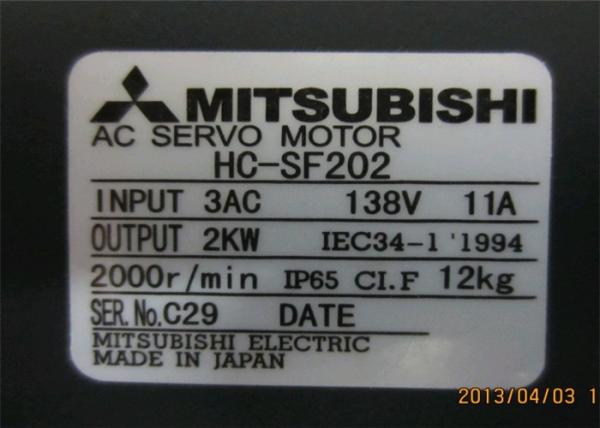 MITSUBISHI
AC SERVO MOTOR
HC-SF202
INPUT 3AC 138V 11A
OUTPUT 2KW IEC34-1 '1994
2000r/min IP65 CI.F 12kg
SER.No.C29 DATE
MITSUBISHI ELECTRIC
MADE IN JAPAN
2013/04/03 1